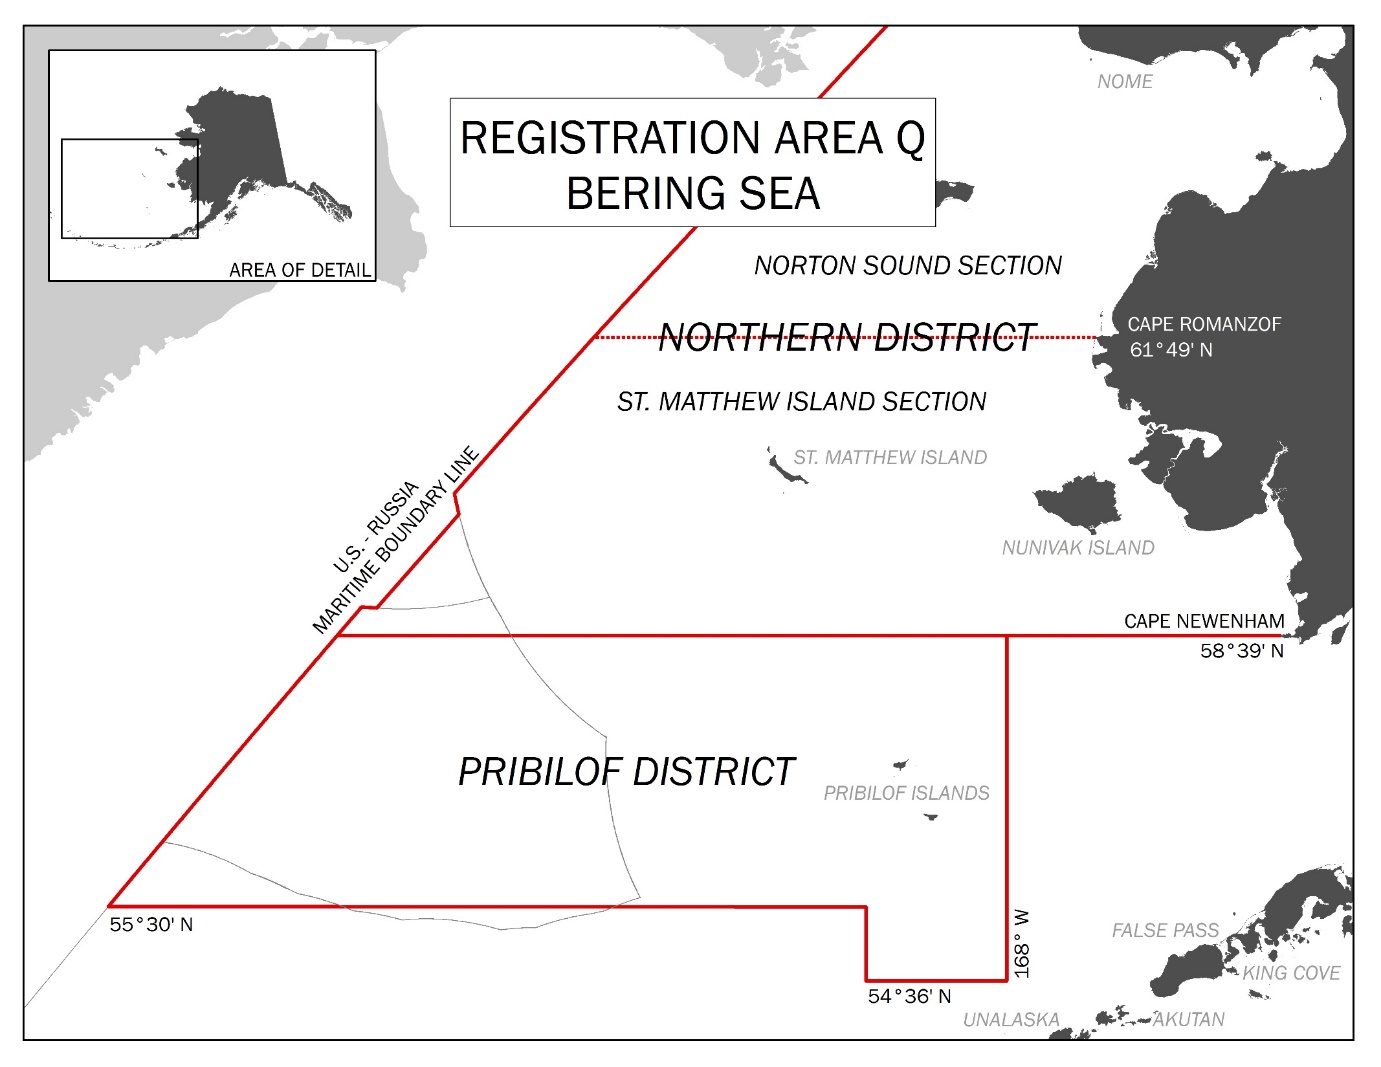 NOME
REGISTRATION AREA Q
BERING SEA
AREA OF DETAIL
NORTON SOUND SECTION
NORTHERN DISTRICT
CAPE ROMANZOF
61°49' N
ST. MATTHEW ISLAND SECTION
ST. MATTHEW ISLAND
U.S. - RUSSIA
MARITIME BOUNDARY LINE
NUNIVAK ISLAND
CAPE NEWENHAM
58°39' N
PRIBILOF DISTRICT
PRIBILOF ISLANDS
55°30' N
168° W
FALSE PASS
KING COVE
54°36' N
UNALASKA
AKUTAN